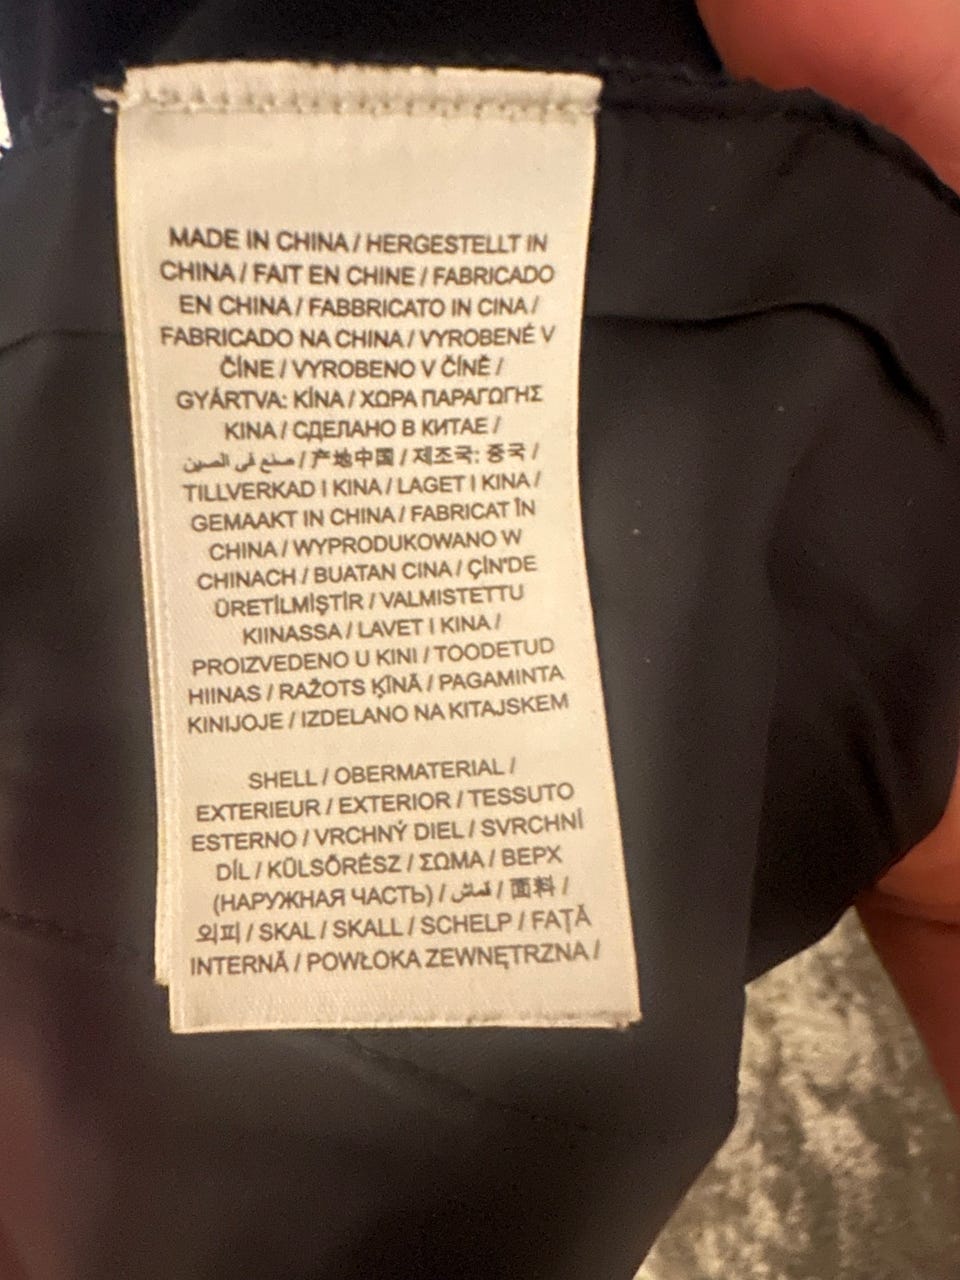 MADE IN CHINA / HERGESTELLT IN
CHINA / FAIT EN CHINE / FABRICADO
EN CHINA / FABBRICATO IN CINA /
FABRICADO NA CHINA / VYROBENÉ V
ČÍNE / VYROBENO V ČÍNĚ /
GYÁRTVA: KÍNA / ΧΩΡΑ ΠΑΡΑΓΩΓΗΣ
ΚΙΝΑ / СДЕЛАНО В КИТАЕ /
صنع في الصين / 产地中国 / 제조국: 중국 /
TILLVERKAD I KINA / LAGET I KINA /
GEMAAKT IN CHINA / FABRICAT ÎN
CHINA / WYPRODUKOWANO W
CHINACH / BUATAN CINA / ÇİN'DE
ÜRETİLMİŞTİR / VALMISTETTU
KIINASSA / LAVET I KINA /
PROIZVEDENO U KINI / TOODETUD
HIINAS / RAŽOTS ĶĪNĀ / PAGAMINTA
KINIJOJE / IZDELANO NA KITAJSKEM
SHELL / OBERMATERIAL /
EXTERIEUR / EXTERIOR / TESSUTO
ESTERNO / VRCHNÝ DIEL / SVRCHNÍ
DÍL / KÜLSŐRÉSZ / ΣΩΜΑ / ВЕРХ
(НАРУЖНАЯ ЧАСТЬ) / قماش / 面料 /
외피 / SKAL / SKALL / SCHELP / FAȚĂ
INTERNĂ / POWŁOKA ZEWNĘTRZNA /